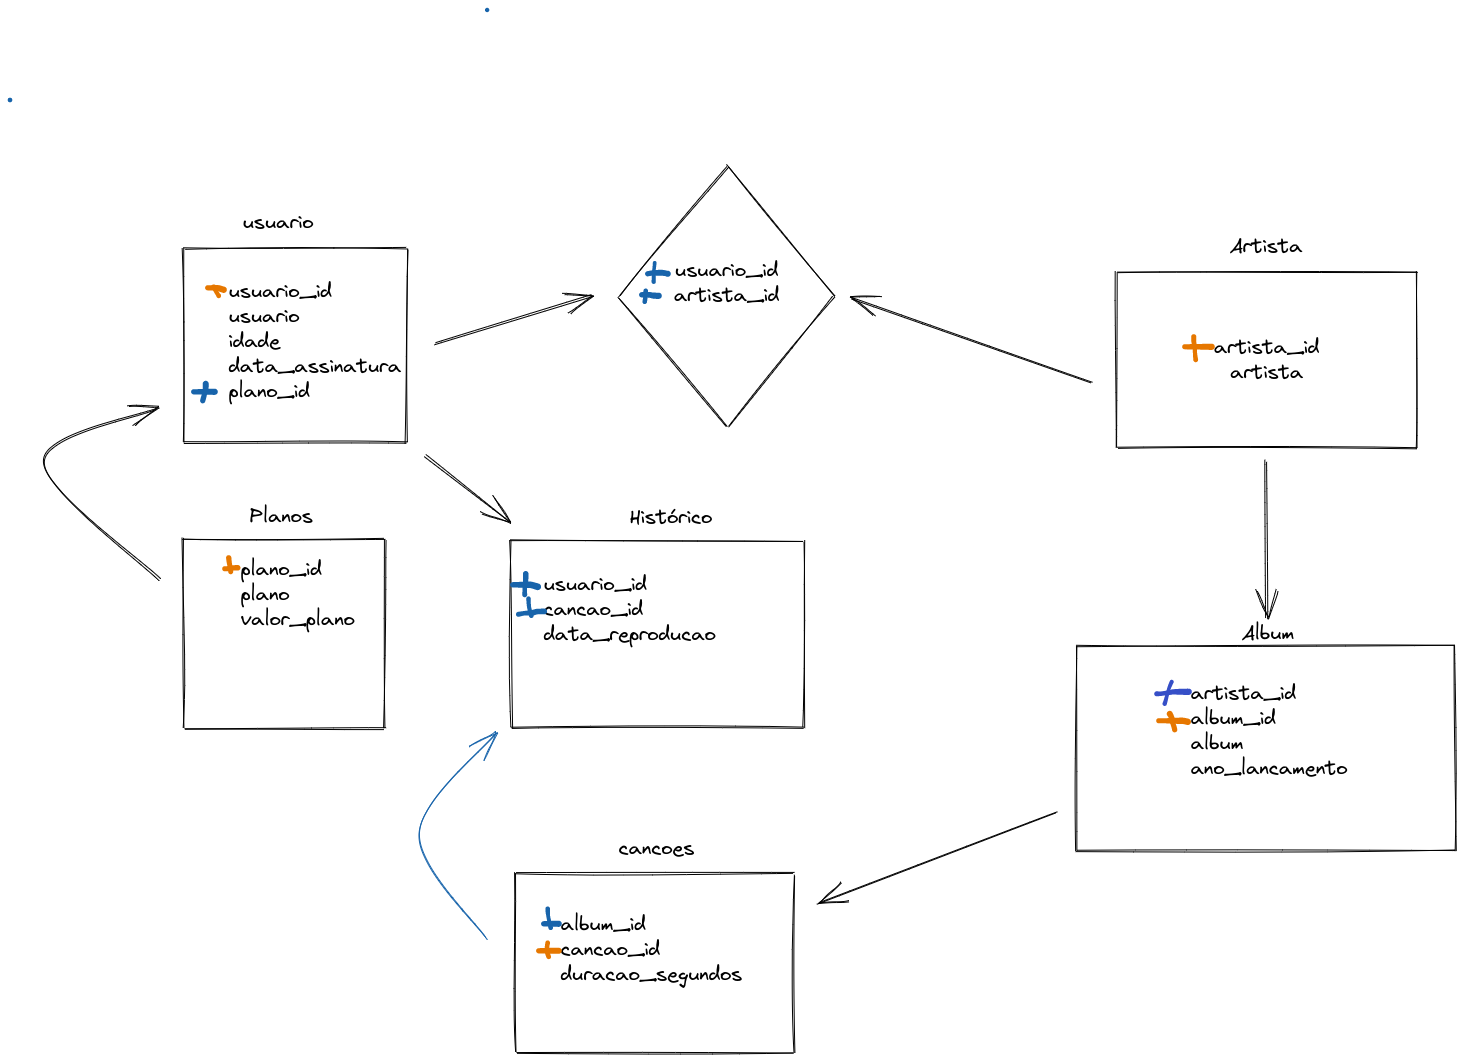 usuario
usuario_id
usuario
idade
data_assinatura
plano_id
usuario_id
artista_id
Artista
artista_id
artista
Planos
plano_id
plano
valor_plano
Histórico
usuario_id
cancao_id
data_reproducao
Album
artista_id
album_id
album
ano_lancamento
cancoes
album_id
cancao_id
duracao_segundos